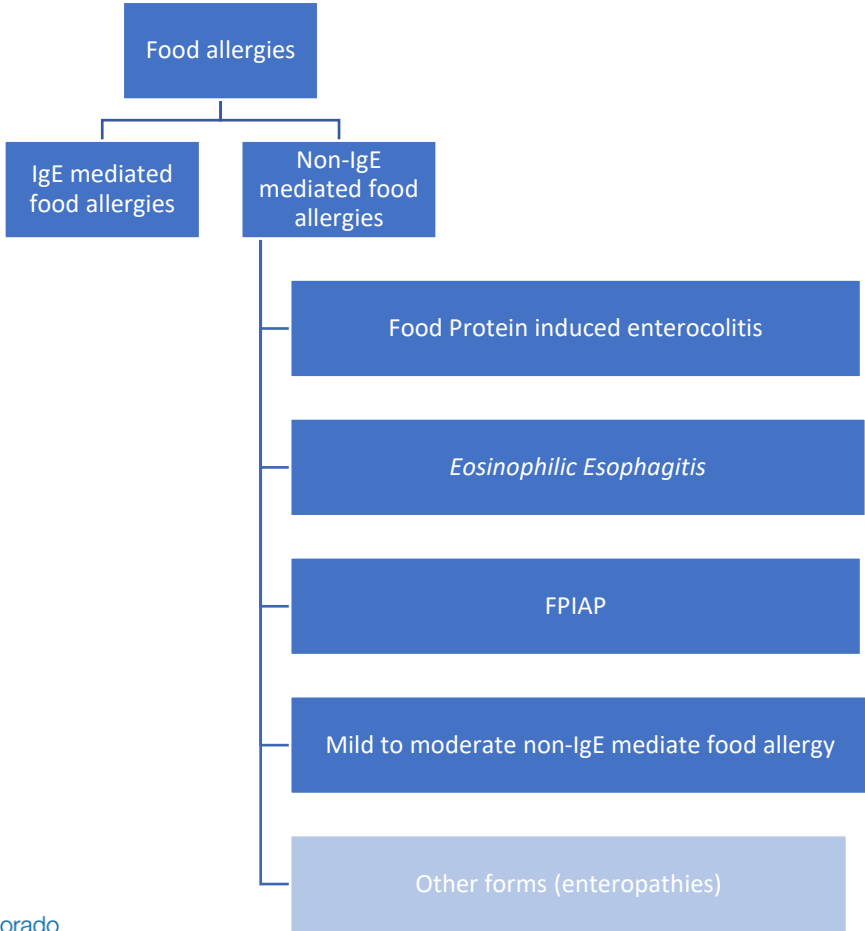 Food allergies
IgE mediated
food allergies
Non-IgE
mediated food
allergies
Food Protein induced enterocolitis
Eosinophilic Esophagitis
FPIAP
Mild to moderate non-IgE mediate food allergy
Other forms (enteropathies)
orado